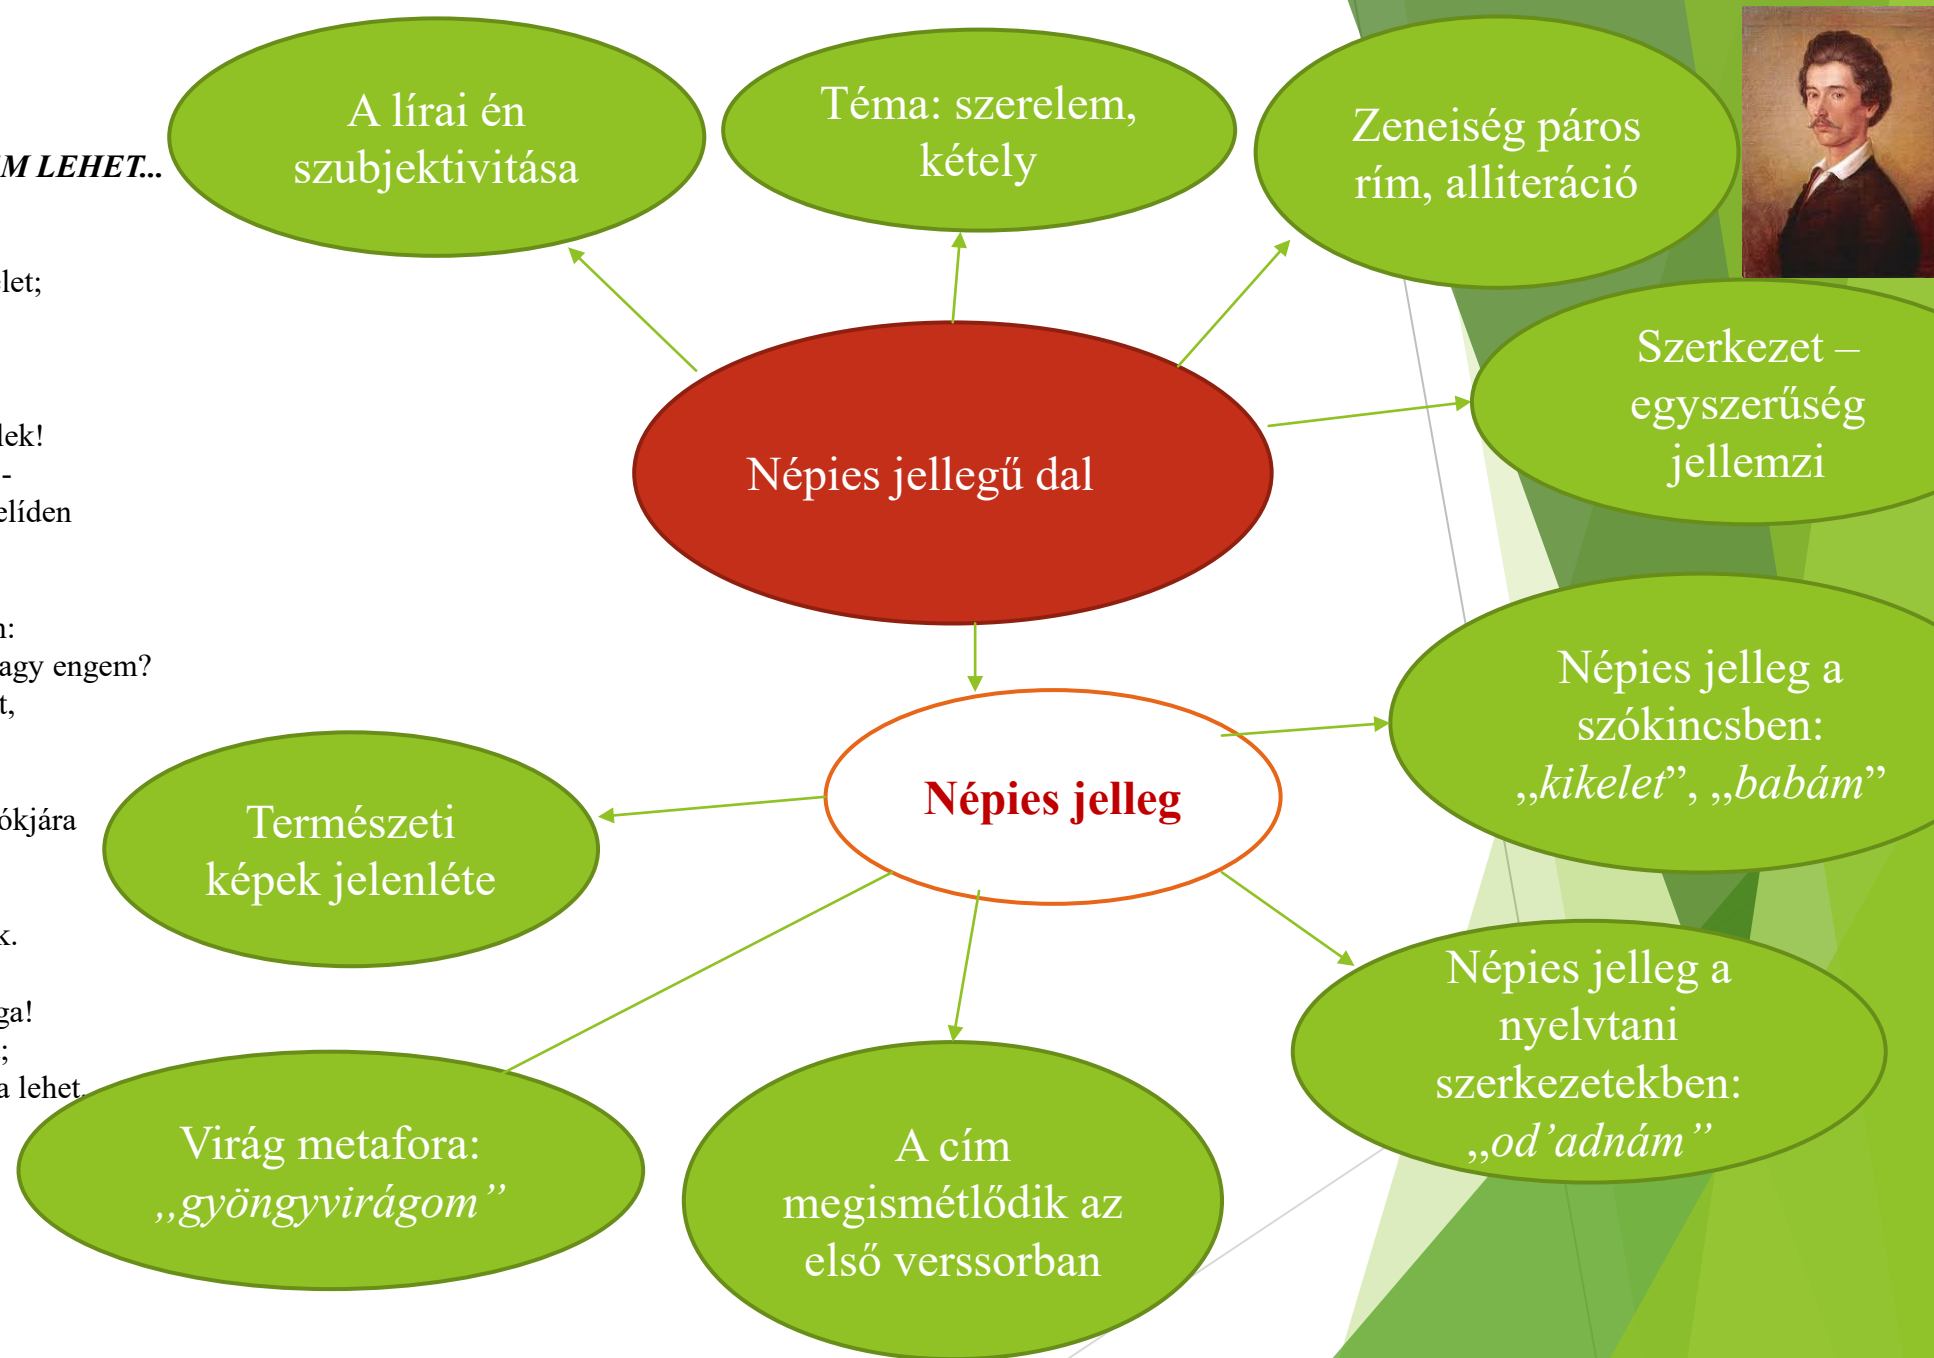 M LEHET...
let;
lek!
-
elíden
n:
agy engem?
t,
ókjára
k.
ga!
;
a lehet.
A lírai én
szubjektivitása
Téma: szerelem,
kétely
Zeneiség páros
rím, alliteráció
Szerkezet –
egyszerűség
jellemzi
Népies jellegű dal
Népies jelleg
Népies jelleg a
szókincsben:
„kikelet”, „babám”
Népies jelleg a
nyelvtani
szerkezetekben:
„od’adnám”
A cím
megismétlődik az
első verssorban
Virág metafora:
,,gyöngyvirágom”
Természeti
képek jelenléte